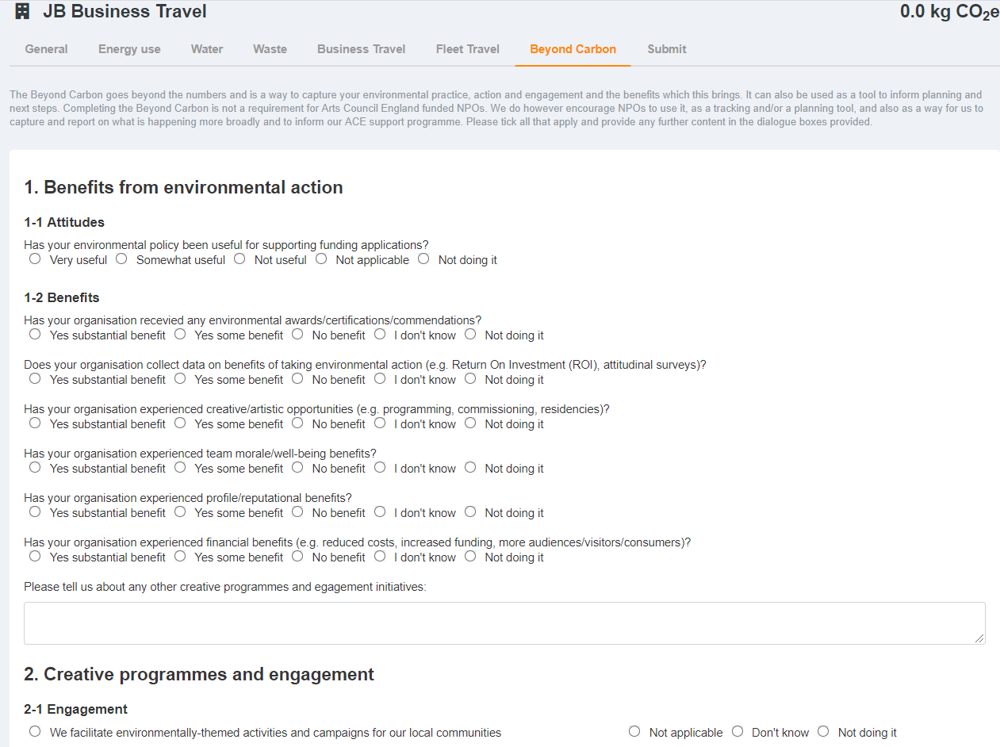 JB Business Travel
0.0 kg CO₂e
General Energy use Water Waste Business Travel Fleet Travel Beyond Carbon Submit
The Beyond Carbon goes beyond the numbers and is a way to capture your environmental practice, action and engagement and the benefits which this brings. It can also be used as a tool to inform planning and
next steps. Completing the Beyond Carbon is not a requirement for Arts Council England funded NPOs. We do however encourage NPOs to use it, as a tracking and/or a planning tool, and also as a way for us to
capture and report on what is happening more broadly and to inform our ACE support programme. Please tick all that apply and provide any further content in the dialogue boxes provided.
1. Benefits from environmental action
1-1 Attitudes
Has your environmental policy been useful for supporting funding applications?
Very useful Somewhat useful Not useful Not applicable Not doing it
1-2 Benefits
Has your organisation recevied any environmental awards/certifications/commendations?
Yes substantial benefit Yes some benefit No benefit I don't know Not doing it
Does your organisation collect data on benefits of taking environmental action (e.g. Return On Investment (ROI), attitudinal surveys)?
Yes substantial benefit Yes some benefit No benefit I don't know Not doing it
Has your organisation experienced creative/artistic opportunities (e.g. programming, commissioning, residencies)?
Yes substantial benefit Yes some benefit No benefit I don't know Not doing it
Has your organisation experienced team morale/well-being benefits?
Yes substantial benefit Yes some benefit No benefit I don't know Not doing it
Has your organisation experienced profile/reputational benefits?
Yes substantial benefit Yes some benefit No benefit I don't know Not doing it
Has your organisation experienced financial benefits (e.g. reduced costs, increased funding, more audiences/visitors/consumers)?
Yes substantial benefit Yes some benefit No benefit I don't know Not doing it
Please tell us about any other creative programmes and egagement initiatives:
2. Creative programmes and engagement
2-1 Engagement
We facilitate environmentally-themed activities and campaigns for our local communities Not applicable Don't know Not doing it